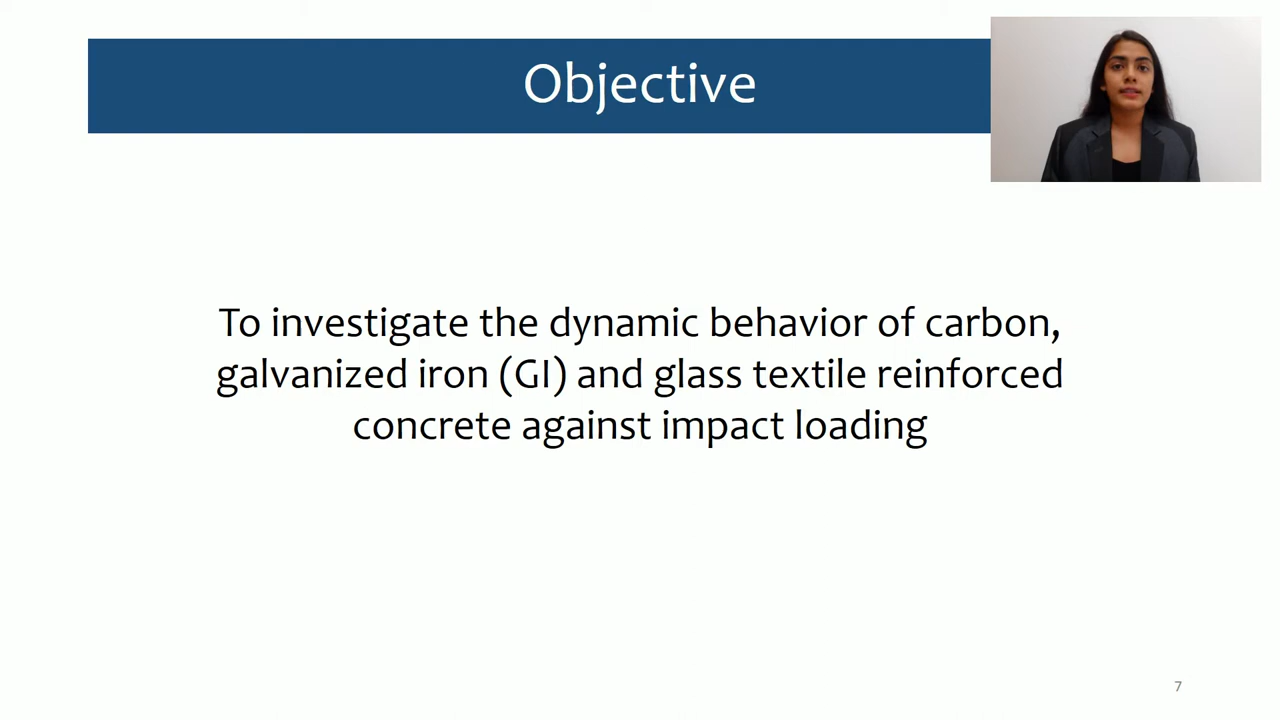 Objective
To investigate the dynamic behavior of carbon,
galvanized iron (GI) and glass textile reinforced
concrete against impact loading
7